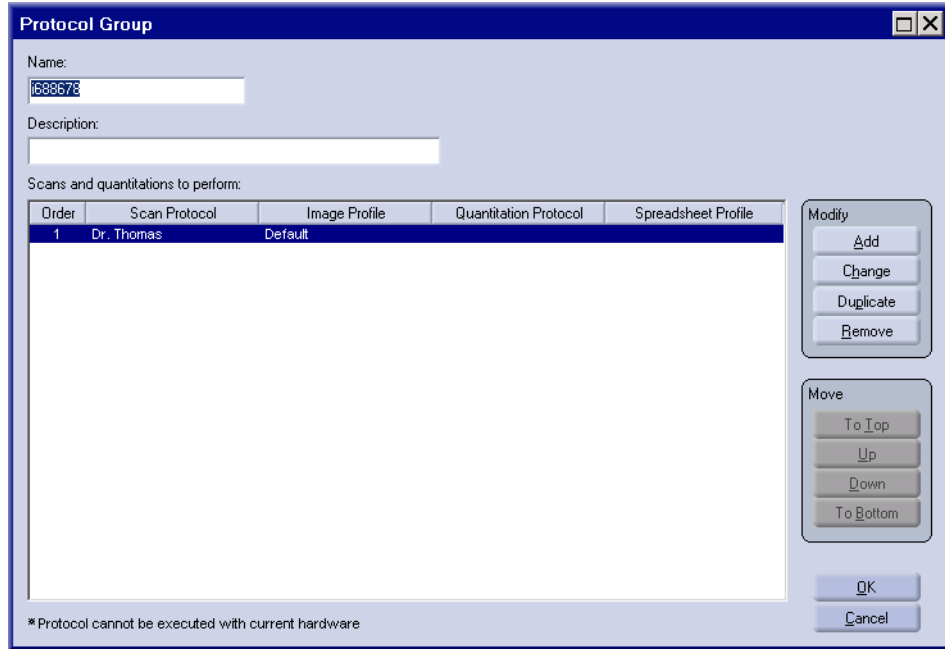 Protocol Group
Name:
i688678
Description:
Scans and quantitations to perform:
Order Scan Protocol Image Profile Quantitation Protocol Spreadsheet Profile
1 Dr. Thomas Default
Modify
Add
Change
Duplicate
Remove
Move
To Top
Up
Down
To Bottom
OK
Cancel
*Protocol cannot be executed with current hardware